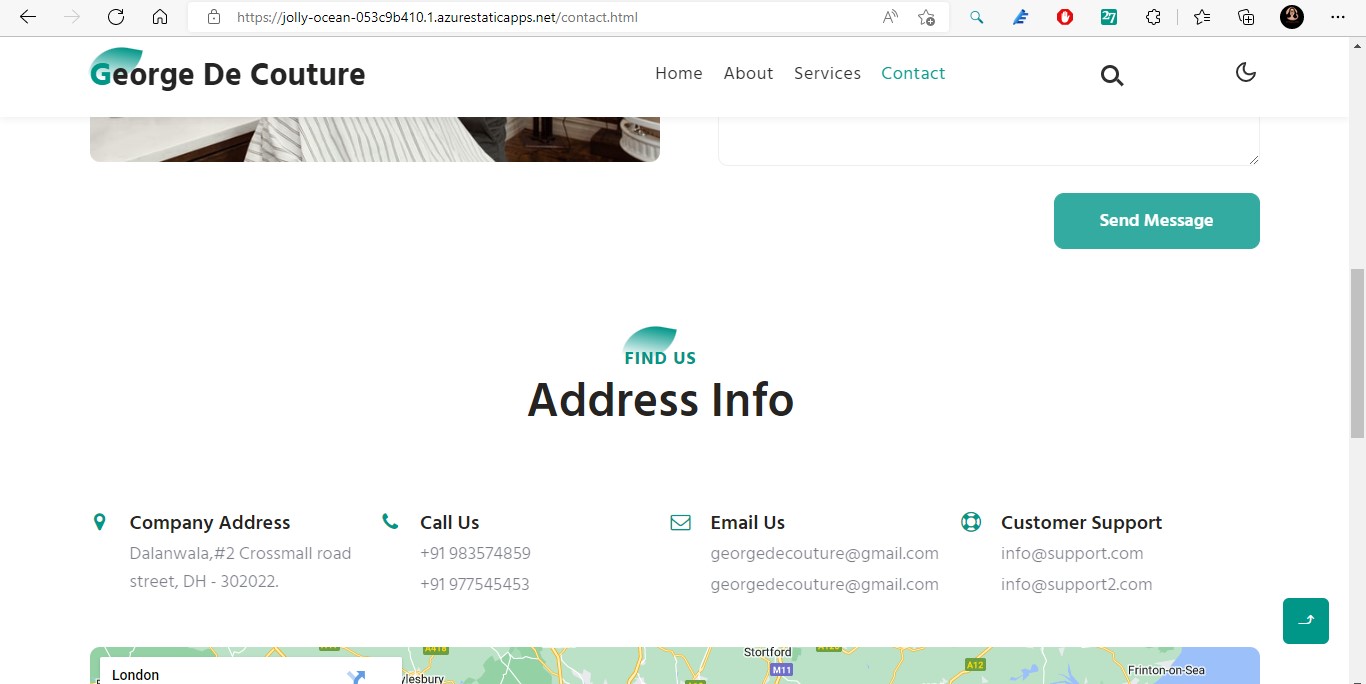 https://jolly-ocean-053c9b410.1.azurestaticapps.net/contact.html
27
George De Couture
Home About Services Contact
Send Message
FIND US
Address Info
Company Address
Dalanwala,#2 Crossmall road
street, DH - 302022.
Call Us
+91 983574859
+91 977545453
Email Us
georgedecouture@gmail.com
georgedecouture@gmail.com
Customer Support
info@support.com
info@support2.com
London
Stortford
M11
A418
A12
Frinton-on-Sea